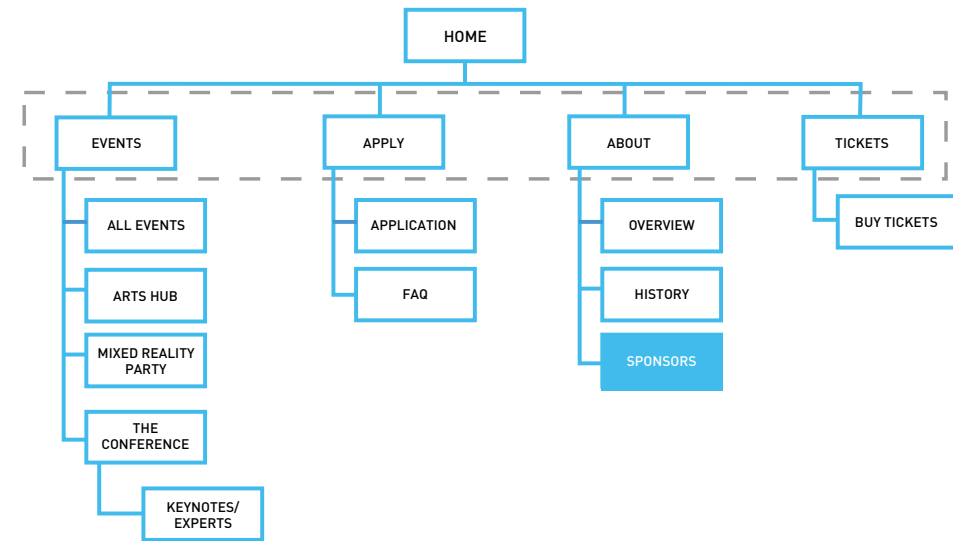 HOME
EVENTS
APPLY
ABOUT
TICKETS
ALL EVENTS
APPLICATION
OVERVIEW
BUY TICKETS
ARTS HUB
FAQ
HISTORY
MIXED REALITY
PARTY
SPONSORS
THE
CONFERENCE
KEYNOTES/
EXPERTS